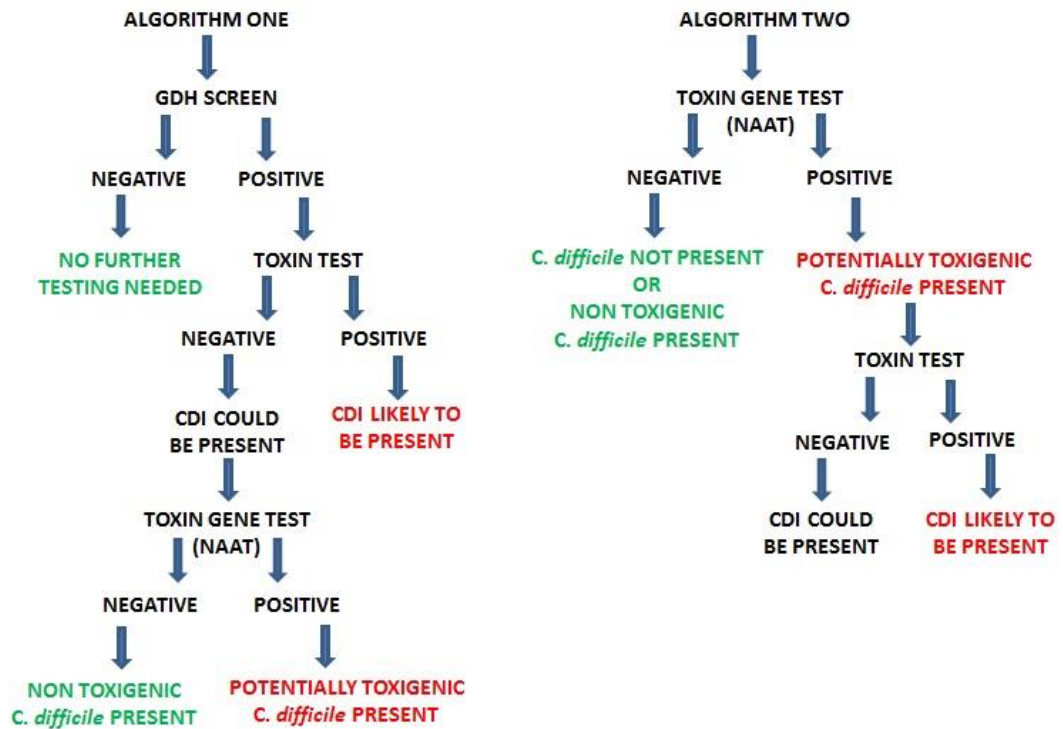 ALGORITHM ONE
GDH SCREEN
NEGATIVE
POSITIVE
NO FURTHER
TESTING NEEDED
TOXIN TEST
NEGATIVE
POSITIVE
CDI COULD
BE PRESENT
CDI LIKELY TO
BE PRESENT
TOXIN GENE TEST
(NAAT)
NEGATIVE
POSITIVE
NON TOXIGENIC
C. difficile PRESENT
POTENTIALLY TOXIGENIC
C. difficile PRESENT
ALGORITHM TWO
TOXIN GENE TEST
(NAAT)
NEGATIVE
POSITIVE
C. difficile NOT PRESENT
OR
NON TOXIGENIC
C. difficile PRESENT
POTENTIALLY TOXIGENIC
C. difficile PRESENT
TOXIN TEST
NEGATIVE
POSITIVE
CDI COULD
BE PRESENT
CDI LIKELY TO
BE PRESENT